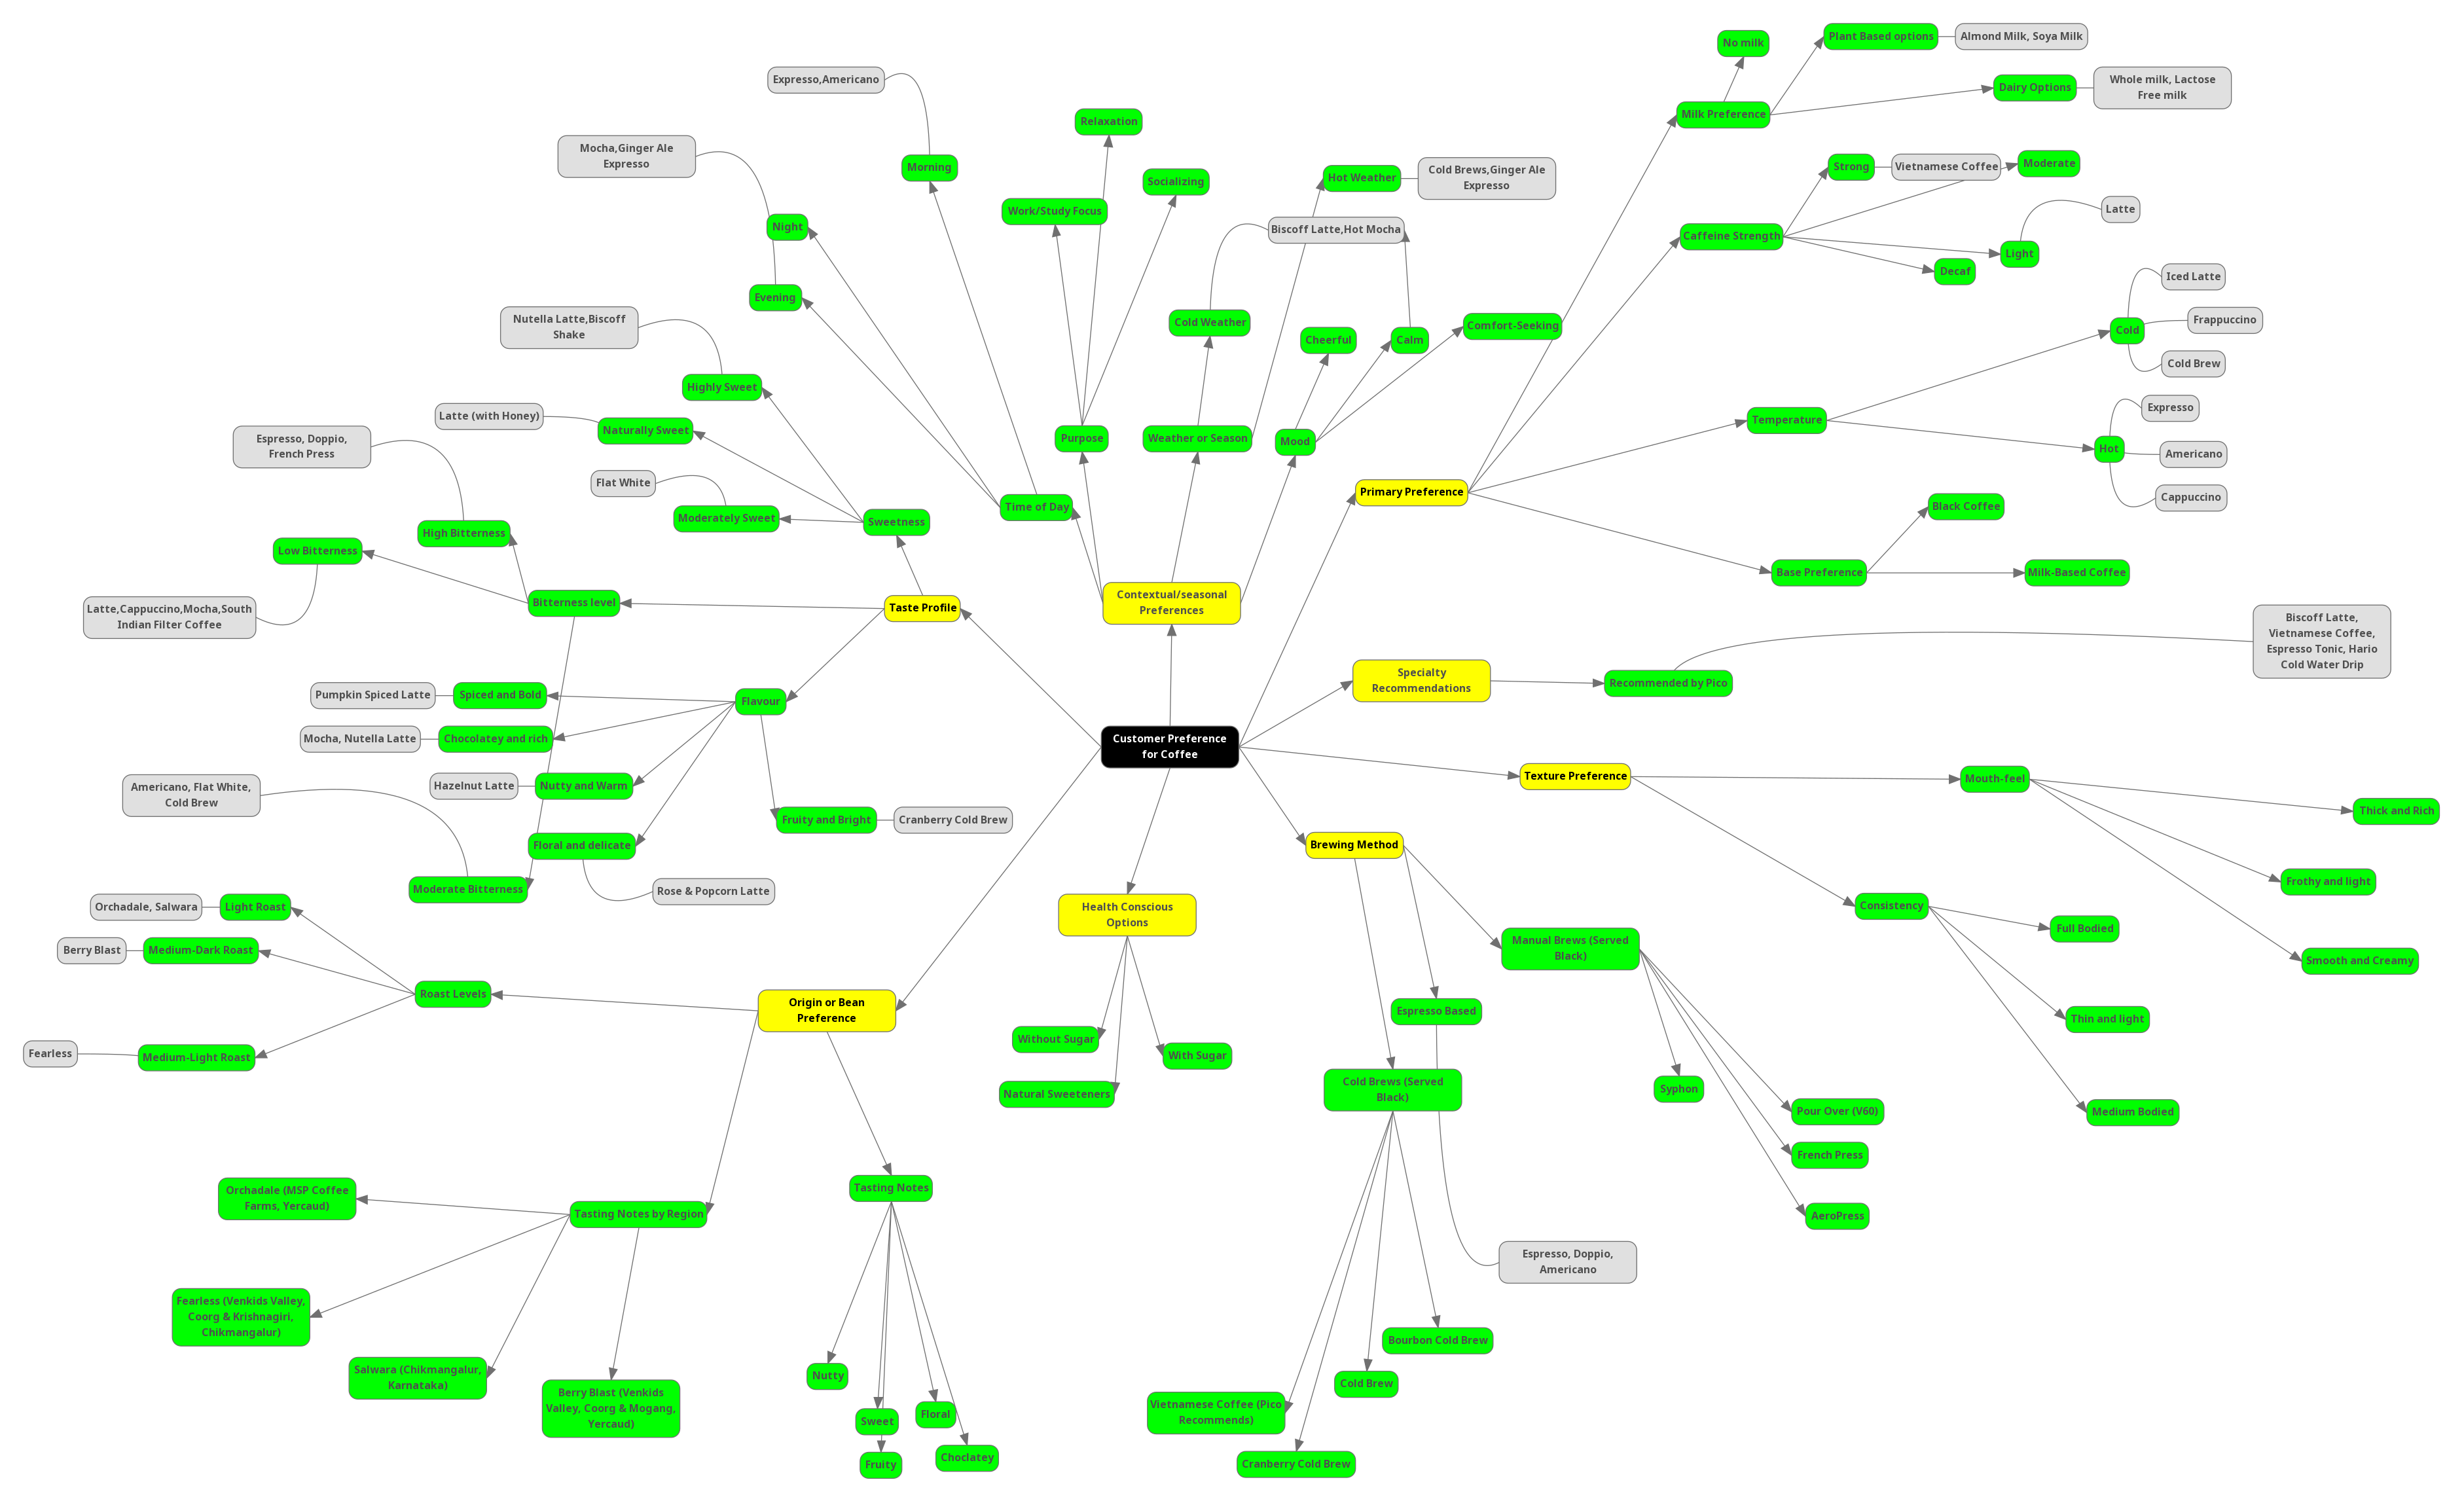 No milk
Plant Based options
Almond Milk, Soya Milk
Expresso,Americano
Whole milk, Lactose
Free milk
Dairy Options
Milk Preference
Relaxation
Mocha,Ginger Ale
Expresso
Morning
Socializing
Hot Weather
Cold Brews,Ginger Ale
Expresso
Strong
Vietnamese Coffee
Moderate
Work/Study Focus
Latte
Night
Biscoff Latte,Hot Mocha
Caffeine Strength
Light
Decaf
Iced Latte
Evening
Nutella Latte,Biscoff
Shake
Cold Weather
Cheerful
Calm
Comfort-Seeking
Cold
Frappuccino
Cold Brew
Highly Sweet
Latte (with Honey)
Naturally Sweet
Expresso
Temperature
Espresso, Doppio,
French Press
Purpose
Weather or Season
Mood
Hot
Americano
Flat White
Primary Preference
Cappuccino
Time of Day
Black Coffee
Moderately Sweet
Sweetness
High Bitterness
Low Bitterness
Base Preference
Milk-Based Coffee
Latte,Cappuccino,Mocha,South
Indian Filter Coffee
Bitterness level
Taste Profile
Contextual/seasonal
Preferences
Biscoff Latte,
Vietnamese Coffee,
Espresso Tonic, Hario
Cold Water Drip
Specialty
Recommendations
Recommended by Pico
Pumpkin Spiced Latte
Spiced and Bold
Flavour
Mocha, Nutella Latte
Chocolatey and rich
Customer Preference
for Coffee
Texture Preference
Mouth-feel
Americano, Flat White,
Cold Brew
Hazelnut Latte
Nutty and Warm
Thick and Rich
Fruity and Bright
Cranberry Cold Brew
Floral and delicate
Brewing Method
Moderate Bitterness
Rose & Popcorn Latte
Frothy and light
Orchadale, Salwara
Light Roast
Health Conscious
Options
Consistency
Full Bodied
Berry Blast
Medium-Dark Roast
Manual Brews (Served
Black)
Smooth and Creamy
Roast Levels
Origin or Bean
Preference
Espresso Based
Thin and light
Fearless
Medium-Light Roast
Without Sugar
With Sugar
Natural Sweeteners
Cold Brews (Served
Black)
Syphon
Pour Over (V60)
Medium Bodied
French Press
Orchadale (MSP Coffee
Farms, Yercaud)
Tasting Notes by Region
Tasting Notes
AeroPress
Espresso, Doppio,
Americano
Fearless (Venkids Valley,
Coorg & Krishnagiri,
Chikmangalur)
Bourbon Cold Brew
Salwara (Chikmangalur,
Karnataka)
Nutty
Cold Brew
Berry Blast (Venkids
Valley, Coorg & Mogang,
Yercaud)
Sweet
Floral
Vietnamese Coffee (Pico
Recommends)
Fruity
Choclatey
Cranberry Cold Brew